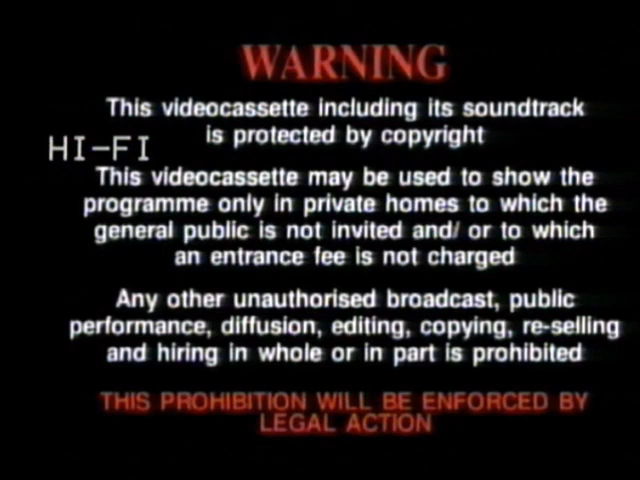 WARNING
This videocassette including its soundtrack
is protected by copyright
HI-FI
This videocassette may be used to show the
programme only in private homes to which the
general public is not invited and/ or to which
an entrance fee is not charged
Any other unauthorised broadcast, public
performance, diffusion, editing, copying, re-selling
and hiring in whole or in part is prohibited
THIS PROHIBITION WILL BE ENFORCED BY
LEGAL ACTION